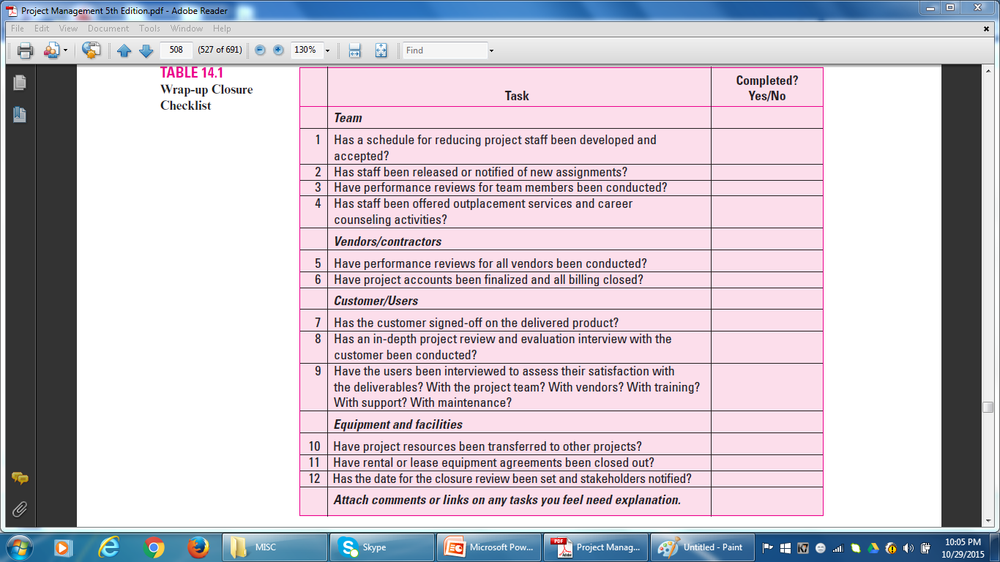 Project Management 5th Edition.pdf - Adobe Reader
File Edit View Document Tools Window Help
508 (527 of 691) 130% Find
TABLE 14.1
Wrap-up Closure
Checklist
Task
Completed?
Yes/No
Team
1 Has a schedule for reducing project staff been developed and
accepted?
2 Has staff been released or notified of new assignments?
3 Have performance reviews for team members been conducted?
4 Has staff been offered outplacement services and career
counseling activities?
Vendors/contractors
5 Have performance reviews for all vendors been conducted?
6 Have project accounts been finalized and all billing closed?
Customer/Users
7 Has the customer signed-off on the delivered product?
8 Has an in-depth project review and evaluation interview with the
customer been conducted?
9 Have the users been interviewed to assess their satisfaction with
the deliverables? With the project team? With vendors? With training?
With support? With maintenance?
Equipment and facilities
10 Have project resources been transferred to other projects?
11 Have rental or lease equipment agreements been closed out?
12 Has the date for the closure review been set and stakeholders notified?
Attach comments or links on any tasks you feel need explanation.
MISC Skype Microsoft Pow... Project Manag... Untitled - Paint
10:05 PM
10/29/2015